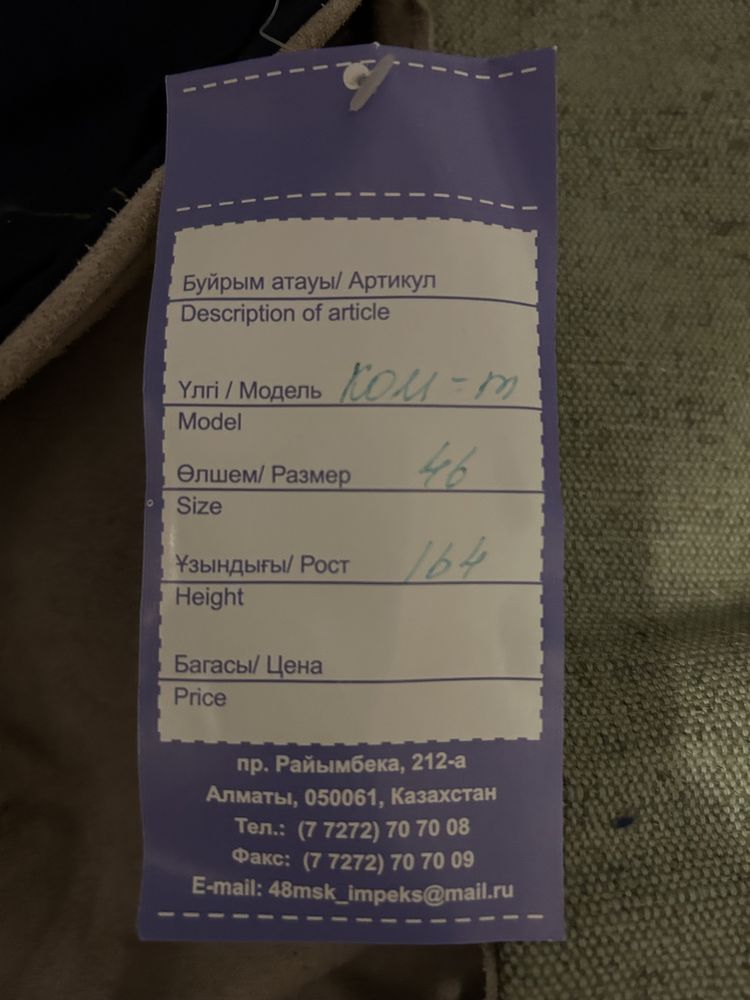 Буйрым атауы/ Артикул
Description of article
Үлгі / Модель ком-т
Model
Өлшем/ Размер 46
Size
Ұзындығы/ Рост 164
Height
Бағасы/ Цена
Price
пр. Райымбека, 212-а
Алматы, 050061, Казахстан
Тел.: (7 7272) 70 70 08
Факс: (7 7272) 70 70 09
E-mail: 48msk_impeks@mail.ru